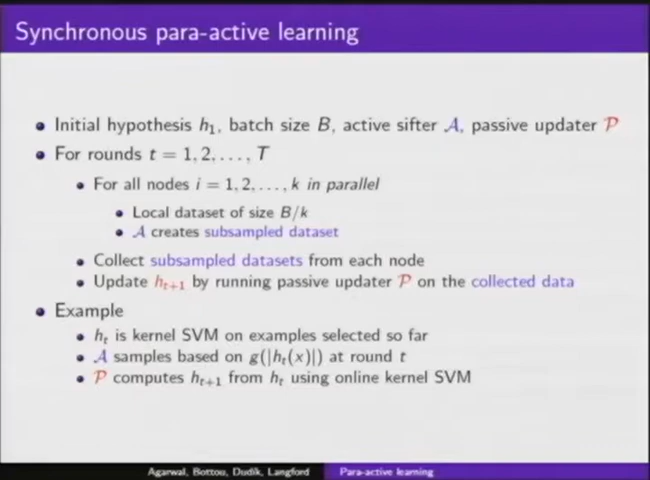 Synchronous para-active learning
• Initial hypothesis h₁, batch size B, active sifter 𝒜, passive updater 𝒫
• For rounds t = 1, 2, . . . , T
• For all nodes i = 1, 2, . . . , k in parallel
• Local dataset of size B/k
• 𝒜 creates subsampled dataset
• Collect subsampled datasets from each node
• Update hₜ₊₁ by running passive updater 𝒫 on the collected data
• Example
• hₜ is kernel SVM on examples selected so far
• 𝒜 samples based on g(|hₜ(x)|) at round t
• 𝒫 computes hₜ₊₁ from hₜ using online kernel SVM
Agarwal, Bottou, Dudík, Langford Para-active learning